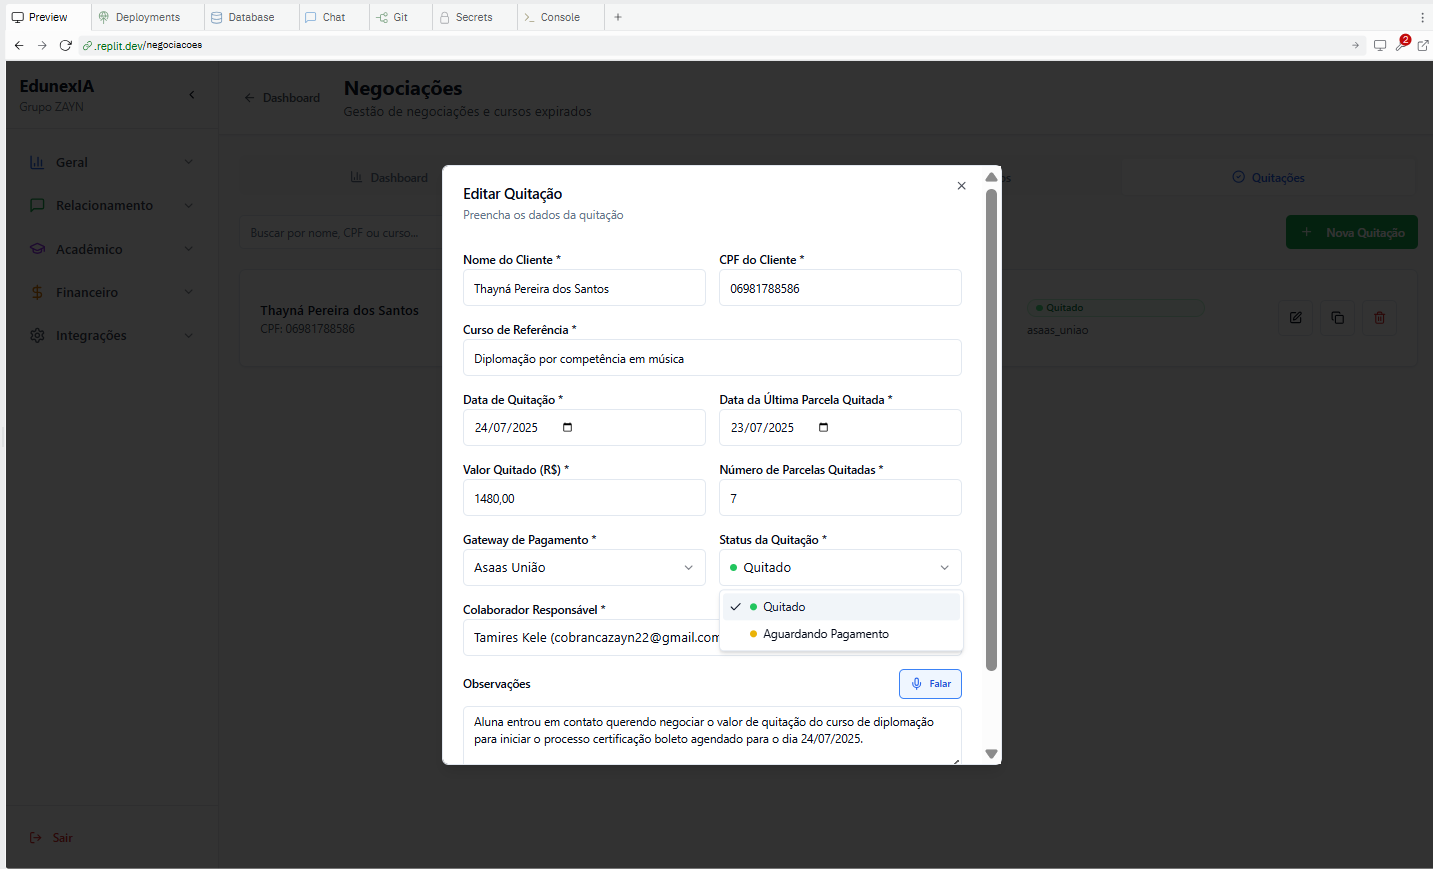 Preview
Deployments
Database
Chat
Git
Secrets
Console
.replit.dev/negociacoes
2
EdunexIA
Grupo ZAYN
Dashboard
Negociações
Gestão de negociações e cursos expirados
Geral
Relacionamento
Acadêmico
Financeiro
Integrações
Sair
Dashboard
Quitações
Buscar por nome, CPF ou curso...
Nova Quitação
Thayná Pereira dos Santos
CPF: 06981788586
Quitado
asaas_uniao
Editar Quitação
Preencha os dados da quitação
Nome do Cliente *
CPF do Cliente *
Thayná Pereira dos Santos
06981788586
Curso de Referência *
Diplomação por competência em música
Data de Quitação *
Data da Última Parcela Quitada *
24/07/2025
23/07/2025
Valor Quitado (R$) *
Número de Parcelas Quitadas *
1480,00
7
Gateway de Pagamento *
Status da Quitação *
Asaas União
Quitado
Quitado
Aguardando Pagamento
Colaborador Responsável *
Tamires Kele (cobrancazayn22@gmail.com
Observações
Falar
Aluna entrou em contato querendo negociar o valor de quitação do curso de diplomação
para iniciar o processo certificação boleto agendado para o dia 24/07/2025.